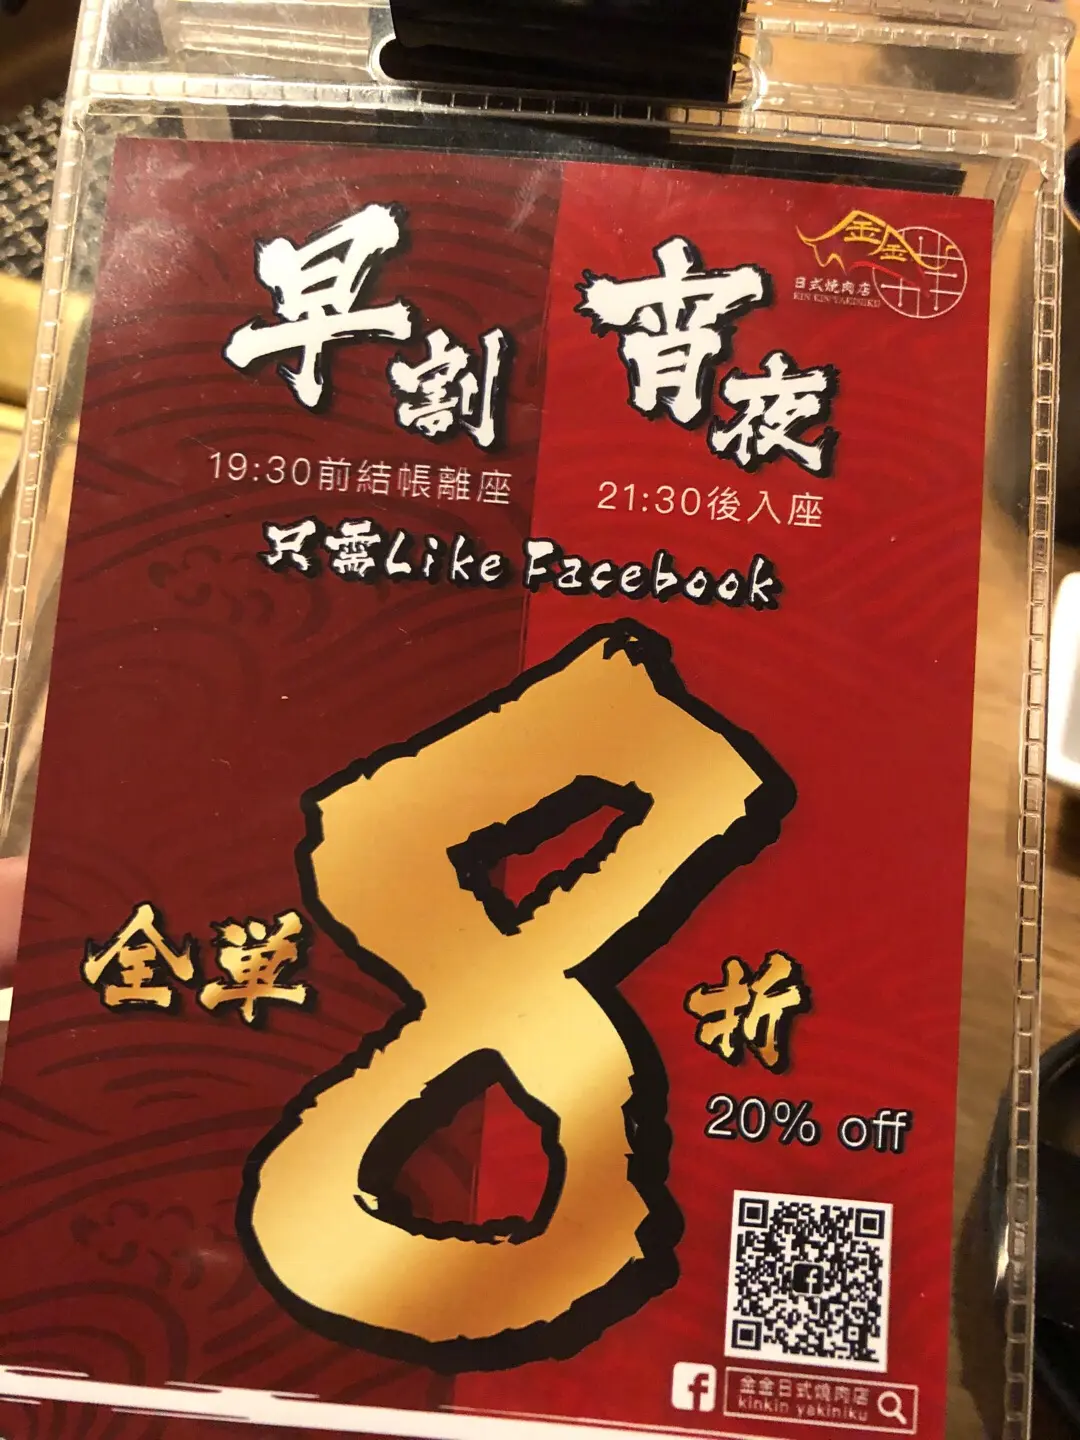 早割
19:30前結帳離座
宵夜
21:30後入座
金金
日式燒肉店
KIN KIN YAKINIKU
只需Like Facebook
全単
8
折
20% off
f
f
金金日式燒肉店
kinkin yakiniku